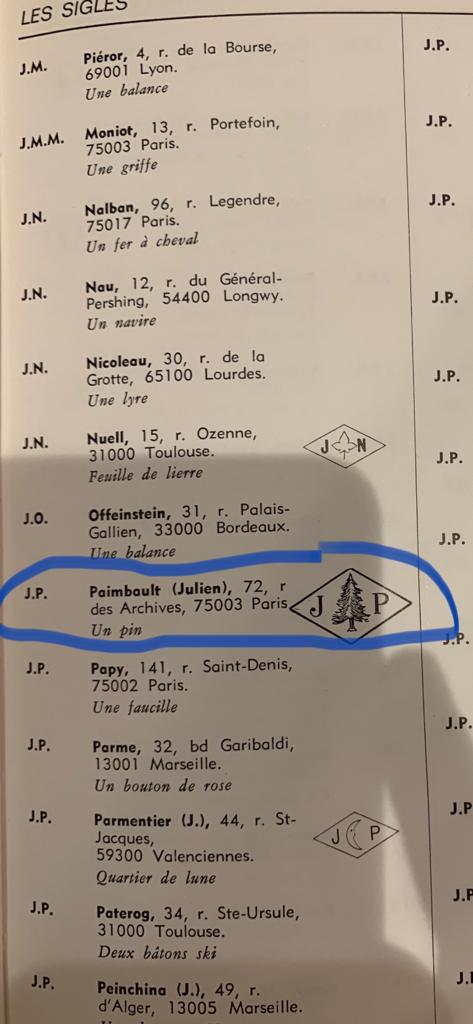 LES SIGLES
J.M. Piéror, 4, r. de la Bourse,
69001 Lyon.
Une balance
J.M.M. Moniot, 13, r. Portefoin,
75003 Paris.
Une griffe
J.N. Nalban, 96, r. Legendre,
75017 Paris.
Un fer à cheval
J.N. Nau, 12, r. du Général-
Pershing, 54400 Longwy.
Un navire
J.N. Nicoleau, 30, r. de la
Grotte, 65100 Lourdes.
Une lyre
J.N. Nuell, 15, r. Ozenne,
31000 Toulouse.
Feuille de lierre
J N
J.O. Offeinstein, 31, r. Palais-
Gallien, 33000 Bordeaux.
Une balance
J.P. Paimbault (Julien), 72, r
des Archives, 75003 Paris
Un pin
J P
J.P. Papy, 141, r. Saint-Denis,
75002 Paris.
Une faucille
J.P. Parme, 32, bd Garibaldi,
13001 Marseille.
Un bouton de rose
J.P. Parmentier (J.), 44, r. St-
Jacques,
59300 Valenciennes.
Quartier de lune
J P
J.P. Paterog, 34, r. Ste-Ursule,
31000 Toulouse.
Deux bâtons ski
J.P. Peinchina (J.), 49, r.
d'Alger, 13005 Marseille.
J.P.
J.P.
J.P.
J.P.
J.P.
J.P.
J.P.
J.P.
J.P.
J.P
J.P